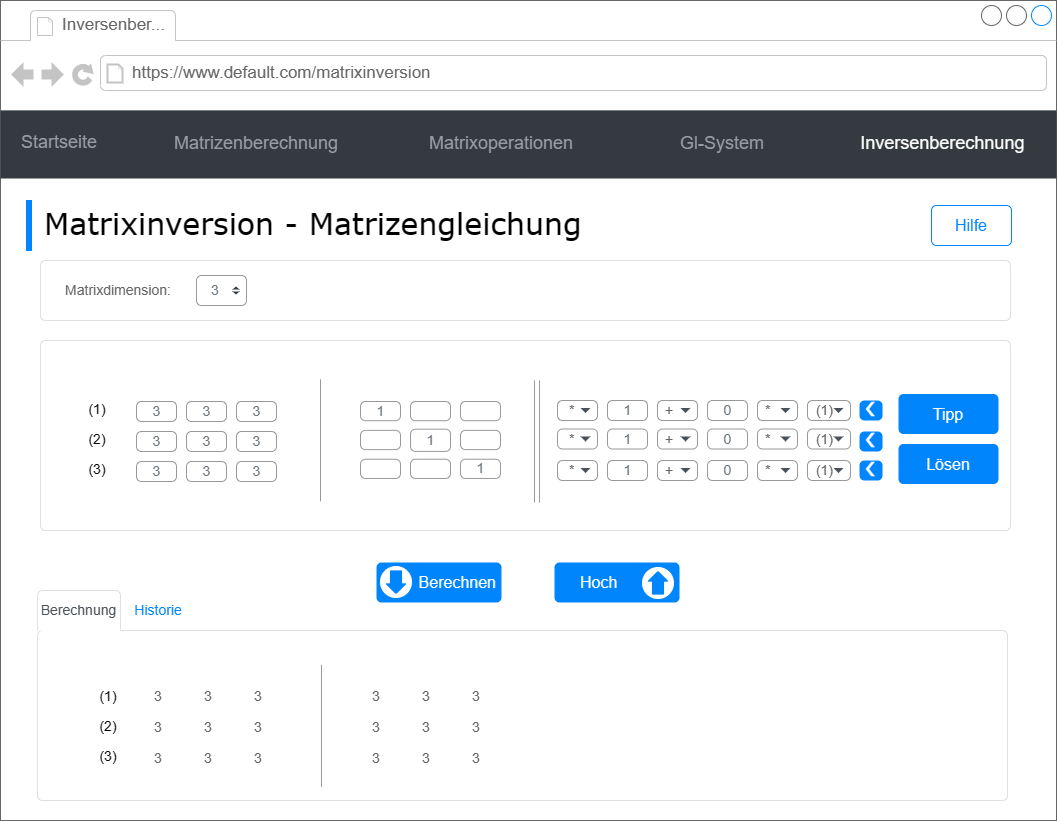 Inversenber...
https://www.default.com/matrixinversion
Startseite Matrizenberechnung Matrixoperationen Gl-System Inversenberechnung
Matrixinversion - Matrizengleichung
Hilfe
Matrixdimension: 3
(1) 3 3 3 1 * 1 + 0 * (1)
(2) 3 3 3 1 * 1 + 0 * (1)
(3) 3 3 3 1 * 1 + 0 * (1)
Tipp
Lösen
Berechnen Hoch
Berechnung Historie
(1) 3 3 3 3 3 3
(2) 3 3 3 3 3 3
(3) 3 3 3 3 3 3